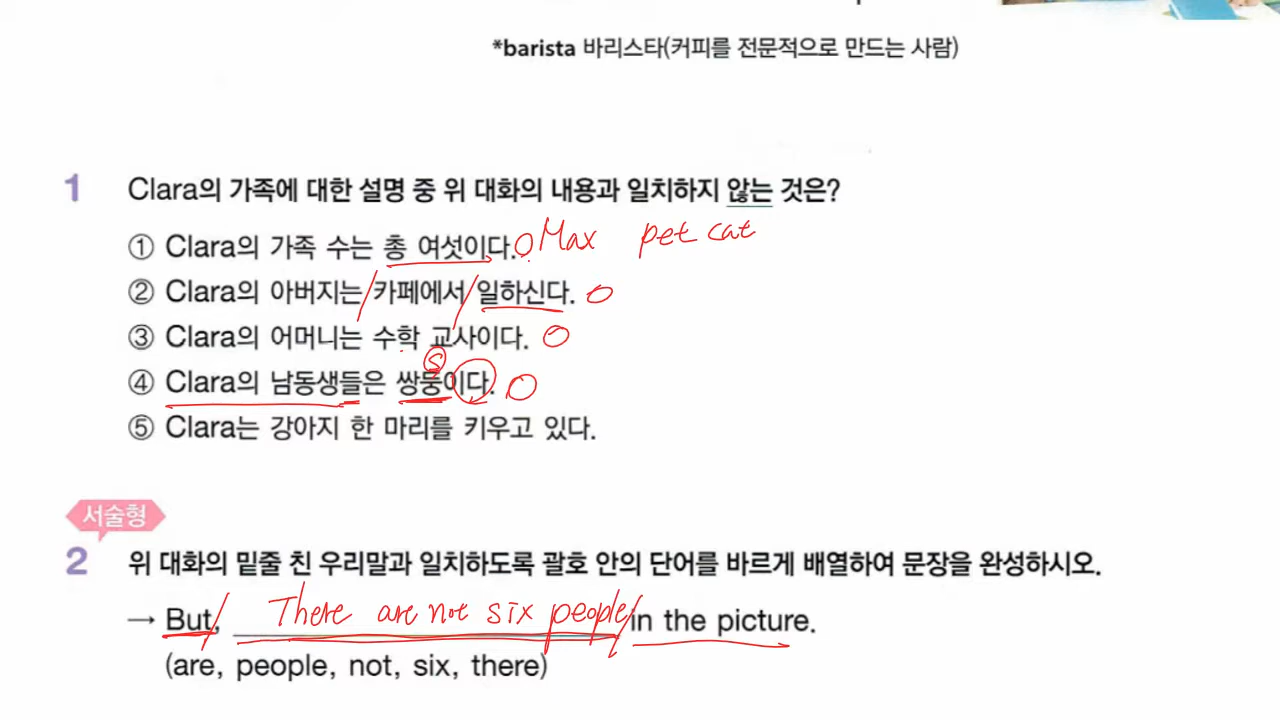 *barista 바리스타(커피를 전문적으로 만드는 사람)
1 Clara의 가족에 대한 설명 중 위 대화의 내용과 일치하지 않는 것은?
① Clara의 가족 수는 총 여섯이다. O Max pet cat
② Clara의 아버지는/카페에서/일하신다. O
③ Clara의 어머니는 수학 교사이다. O
s
④ Clara의 남동생들은 쌍둥이다. O
⑤ Clara는 강아지 한 마리를 키우고 있다.
서술형
2 위 대화의 밑줄 친 우리말과 일치하도록 괄호 안의 단어를 바르게 배열하여 문장을 완성하시오.
→ But,/ There are not six people/in the picture.
(are, people, not, six, there)